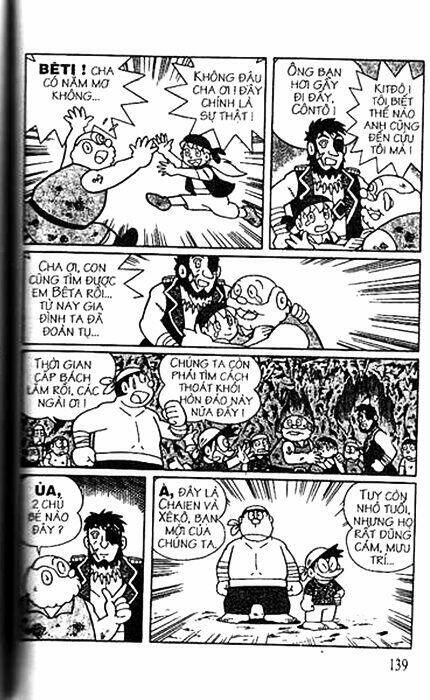 BÊTI ! CHA
CÓ NẰM MƠ
KHÔNG...
KHÔNG ĐÂU
CHA ƠI ! ĐÂY
CHÍNH LÀ
SỰ THẬT !
ÔNG BẠN
HƠI GẦY
ĐI ĐẤY,
CÔNTÔ !
KITĐÔ !
TÔI BIẾT
THẾ NÀO
ANH CŨNG
ĐẾN CỨU
TÔI MÀ !
CHA ƠI, CON
CŨNG TÌM ĐƯỢC
EM BÊTA RỒI...
TỪ NAY GIA
ĐÌNH TA ĐÃ
ĐOÀN TỤ...
THỜI GIAN
CẤP BÁCH
LẮM RỒI, CÁC
NGÀI ƠI !
CHÚNG TA CÒN
PHẢI TÌM CÁCH
THOÁT KHỎI
HÒN ĐẢO NÀY
NỮA ĐẤY !
ỦA,
2 CHÚ
BÉ NÀO
ĐÂY ?
À, ĐÂY LÀ
CHAIEN VÀ
XÊKÔ, BẠN
MỚI CỦA
CHÚNG TA.
TUY CÒN
NHỎ TUỔI,
NHƯNG HỌ
RẤT DŨNG
CẢM, MƯU
TRÍ...
139